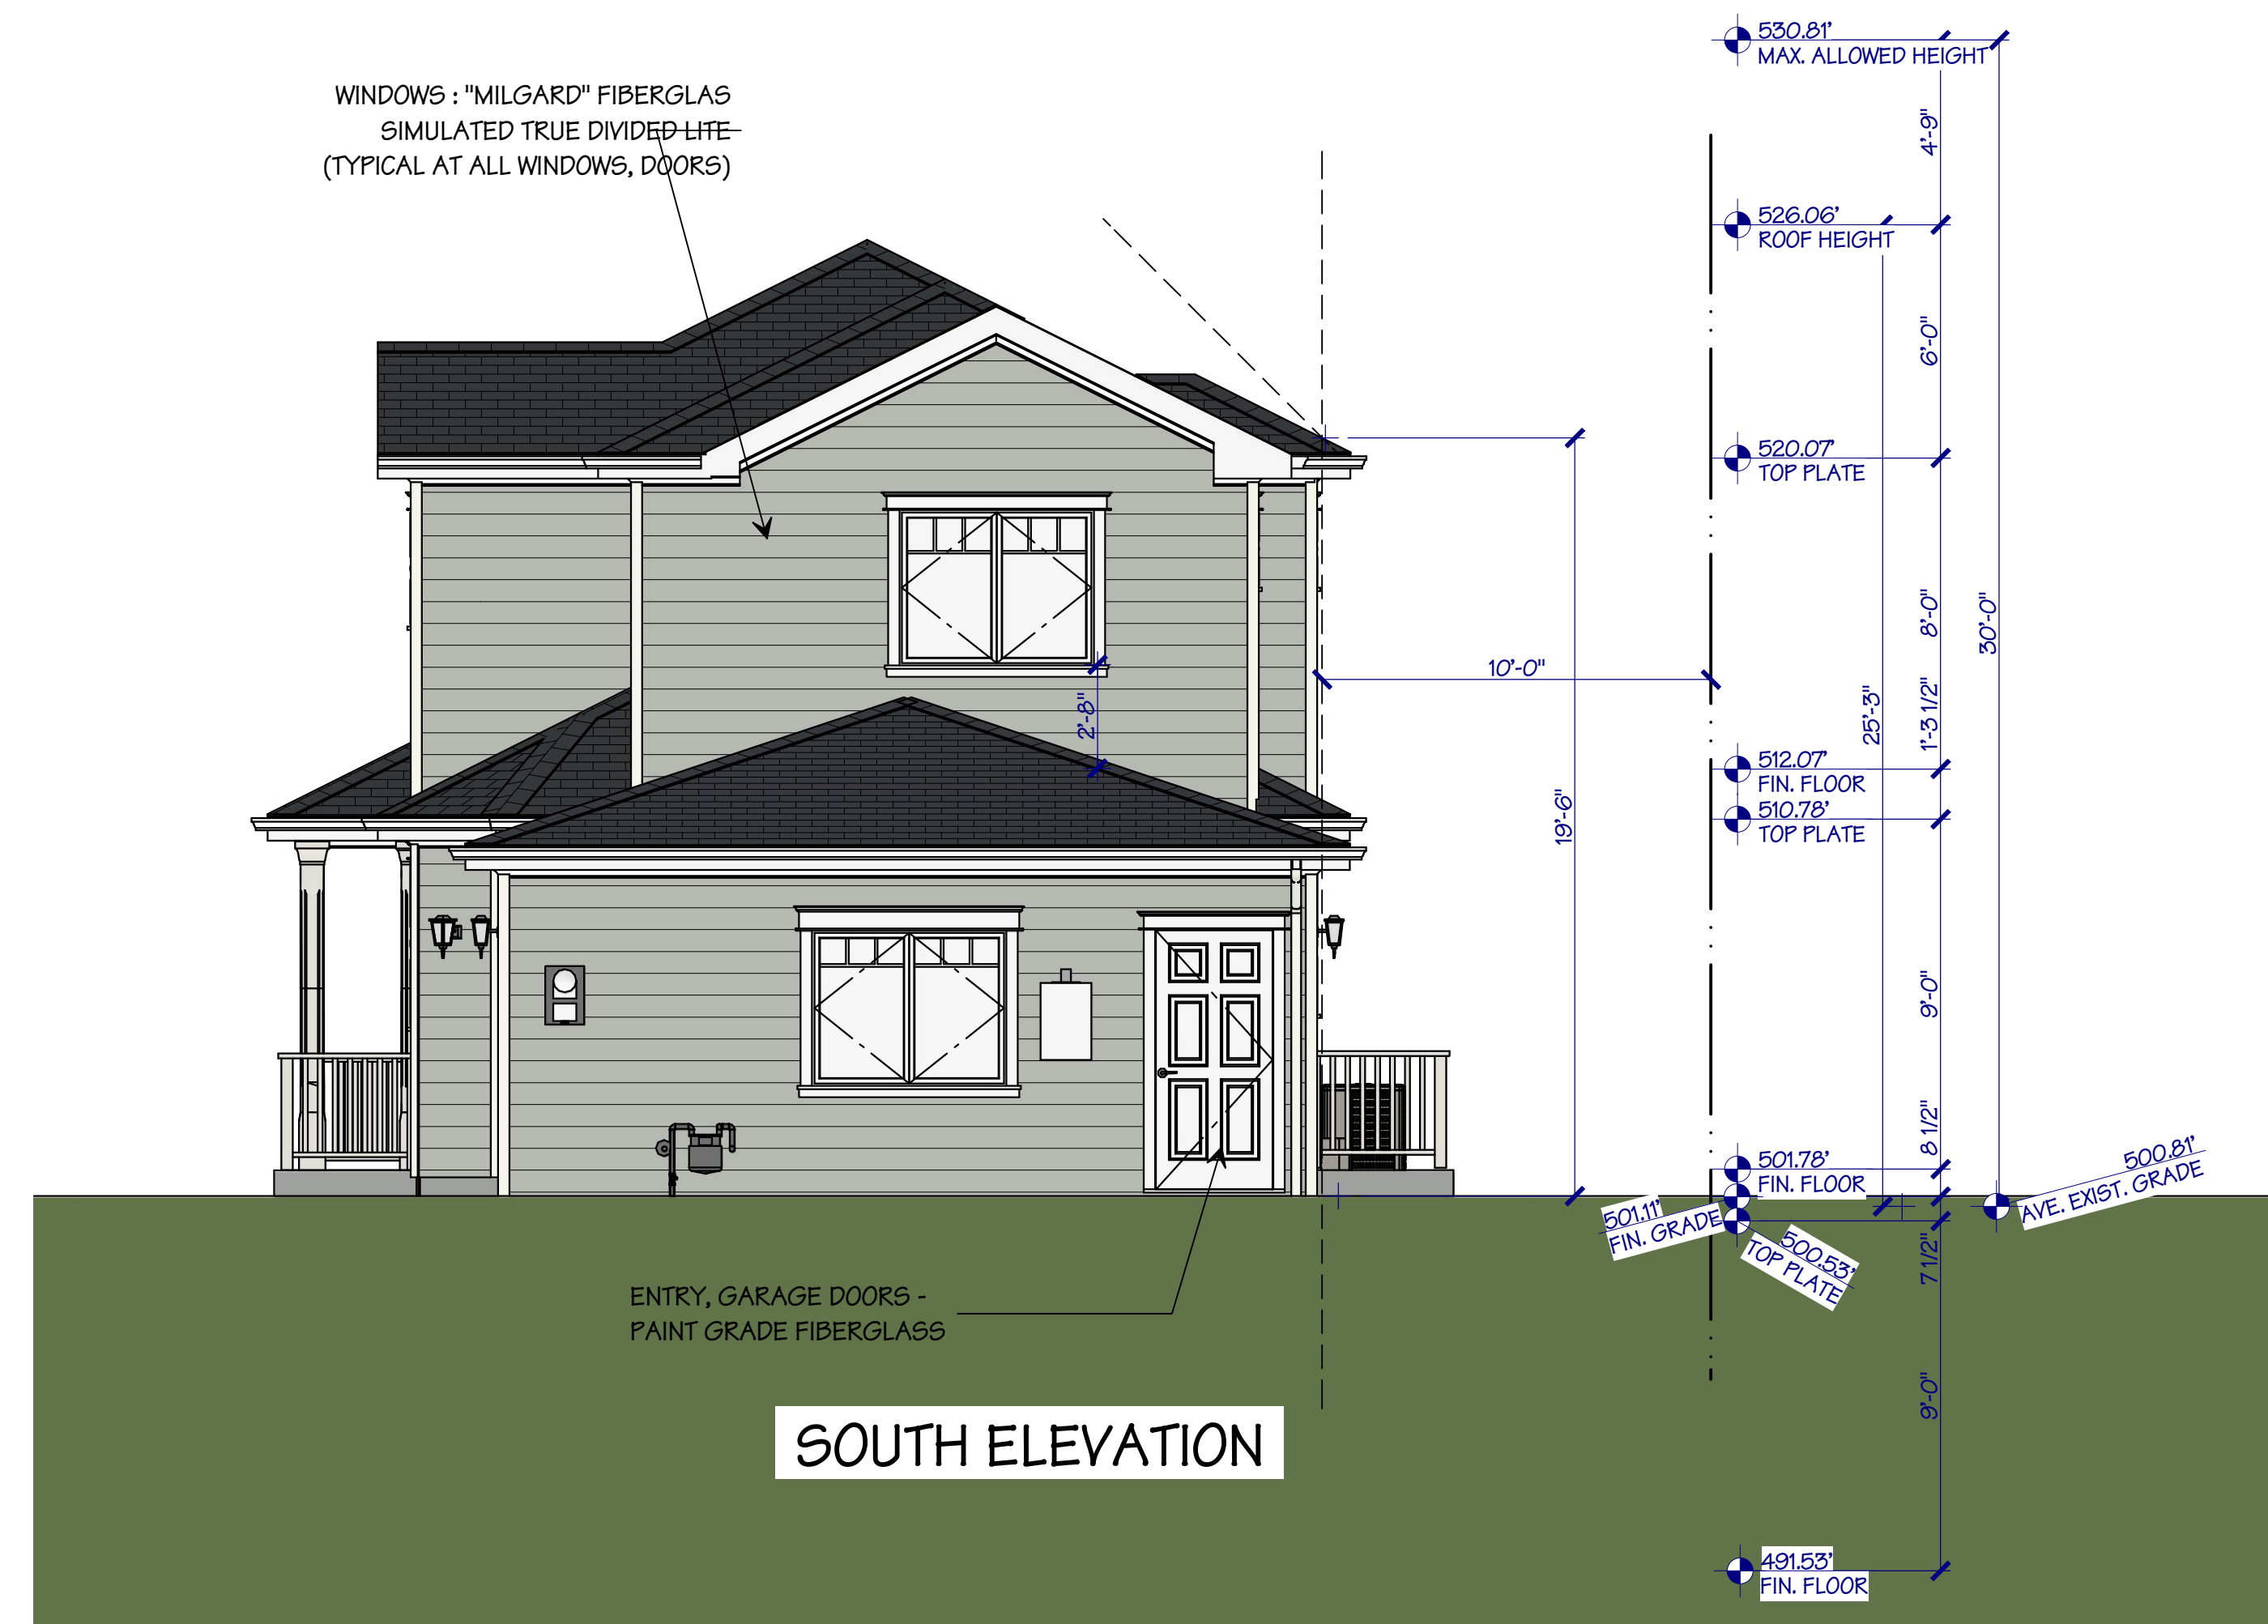 530.81'
MAX. ALLOWED HEIGHT
WINDOWS : "MILGARD" FIBERGLAS
SIMULATED TRUE DIVIDED LITE
(TYPICAL AT ALL WINDOWS, DOORS)
4'-9"
526.06'
ROOF HEIGHT
6'-0"
520.07'
TOP PLATE
8'-0"
30'-0"
10'-0"
2'-8"
25'-3"
1'-3 1/2"
512.07'
FIN. FLOOR
510.78'
TOP PLATE
19'-6"
9'-0"
8 1/2"
501.78'
FIN. FLOOR
500.81'
AVE. EXIST. GRADE
501.11'
FIN. GRADE
500.53'
TOP PLATE
7 1/2"
ENTRY, GARAGE DOORS -
PAINT GRADE FIBERGLASS
9'-0"
SOUTH ELEVATION
491.53'
FIN. FLOOR